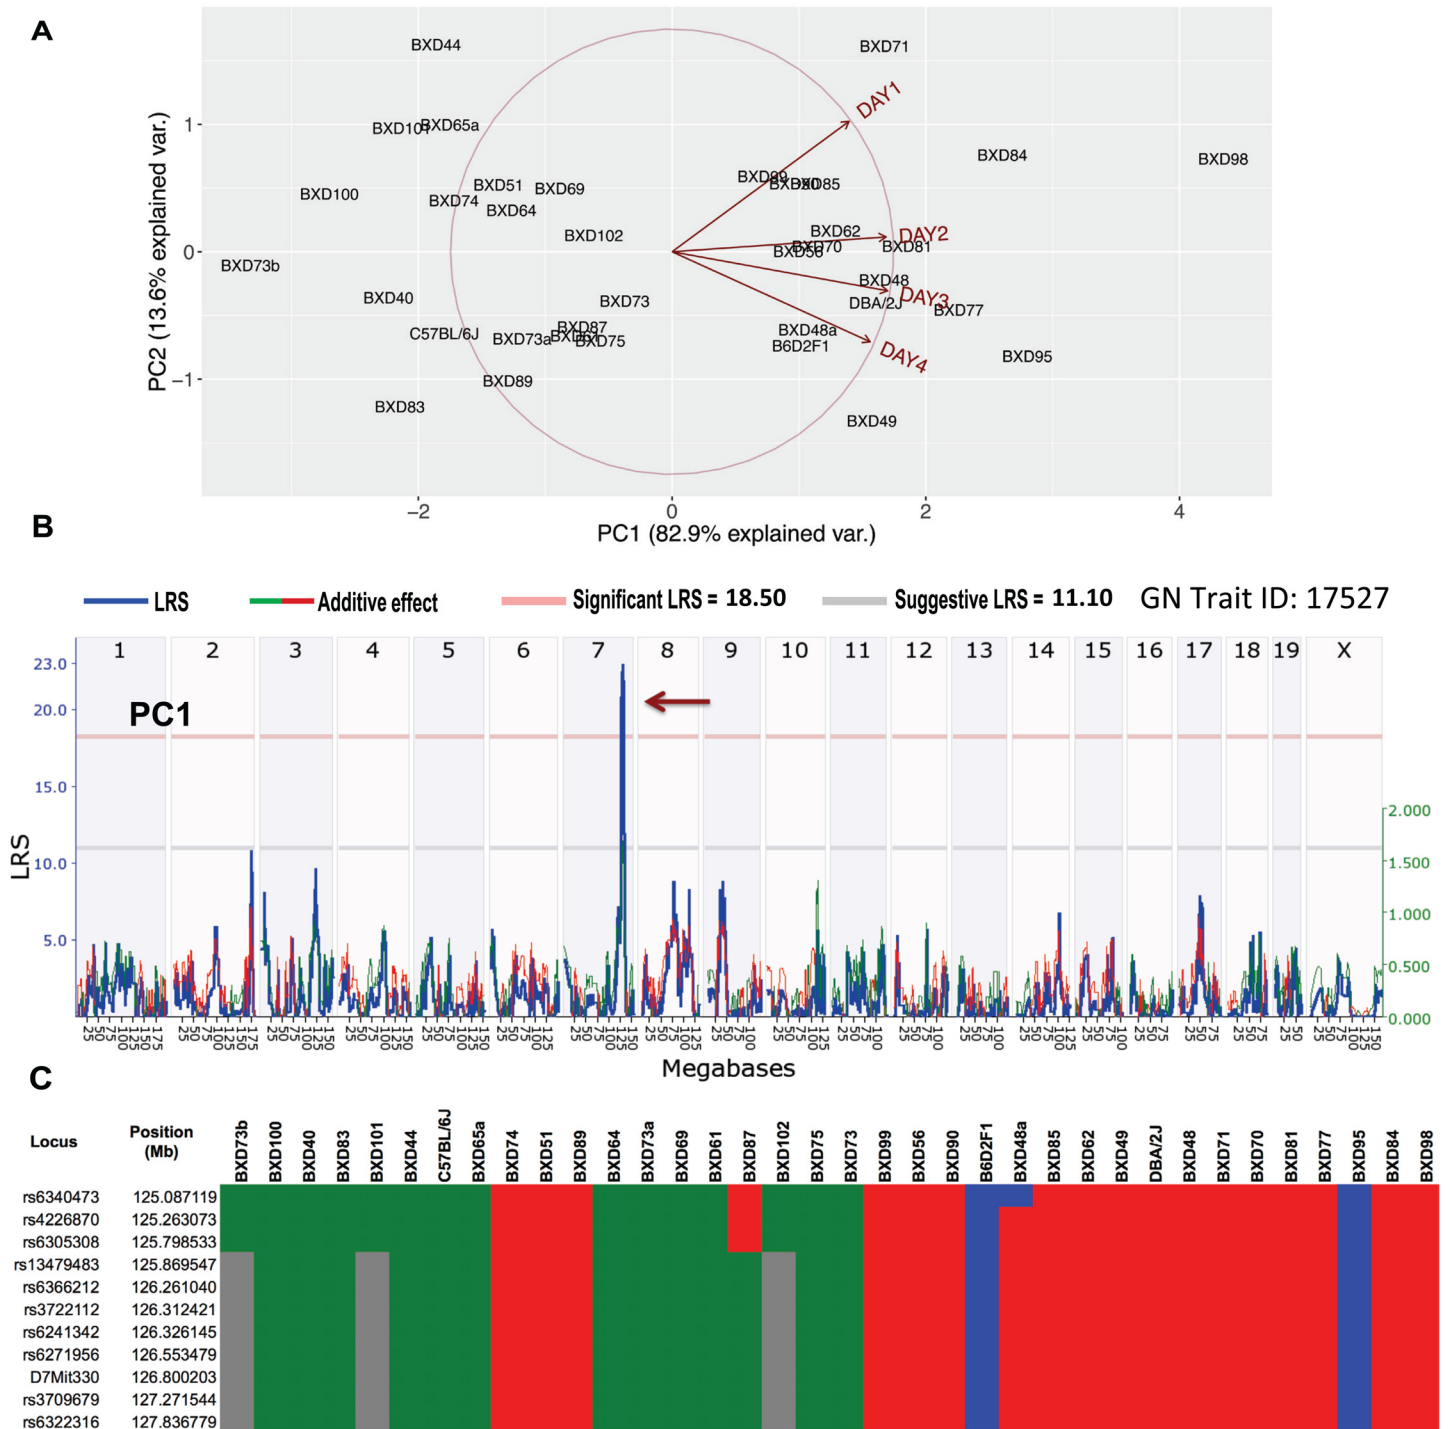 A
BXD44
BXD71
DAY1
BXD101
BXD65a
BXD84
BXD98
BXD99
BXD90
BXD85
BXD51
BXD69
BXD100
BXD74
BXD64
BXD62
DAY2
BXD102
BXD70
BXD81
BXD56
BXD73b
BXD48
BXD40
BXD73
DBA/2J
DAY3
BXD77
C57BL/6J
BXD87
BXD48a
BXD73a
BXD61
BXD75
B6D2F1
DAY4
BXD95
BXD89
BXD83
BXD49
1
0
−1
PC2 (13.6% explained var.)
−2 0 2 4
PC1 (82.9% explained var.)
B
LRS Additive effect Significant LRS = 18.50 Suggestive LRS = 11.10 GN Trait ID: 17527
1 2 3 4 5 6 7 8 9 10 11 12 13 14 15 16 17 18 19 X
PC1
23.0
20.0
15.0
10.0
5.0
LRS
2.000
1.500
1.000
0.500
0.000
Megabases
C
Locus Position (Mb) BXD73b BXD100 BXD40 BXD83 BXD101 BXD44 C57BL/6J BXD65a BXD74 BXD51 BXD89 BXD64 BXD73a BXD69 BXD61 BXD87 BXD102 BXD75 BXD73 BXD99 BXD56 BXD90 B6D2F1 BXD48a BXD85 BXD62 BXD49 DBA/2J BXD48 BXD71 BXD70 BXD81 BXD77 BXD95 BXD84 BXD98
rs6340473 125.087119
rs4226870 125.263073
rs6305308 125.798533
rs13479483 125.869547
rs6366212 126.261040
rs3722112 126.312421
rs6241342 126.326145
rs6271956 126.553479
D7Mit330 126.800203
rs3709679 127.271544
rs6322316 127.836779